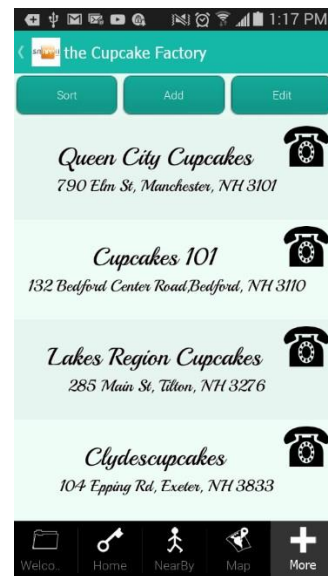 1:17 PM
the Cupcake Factory
Sort Add Edit
Queen City Cupcakes
790 Elm St, Manchester, NH 3101
Cupcakes 101
132 Bedford Center Road,Bedford, NH 3110
Lakes Region Cupcakes
285 Main St, Tilton, NH 3276
Clydescupcakes
104 Epping Rd, Exeter, NH 3833
Welco.. Home NearBy Map More